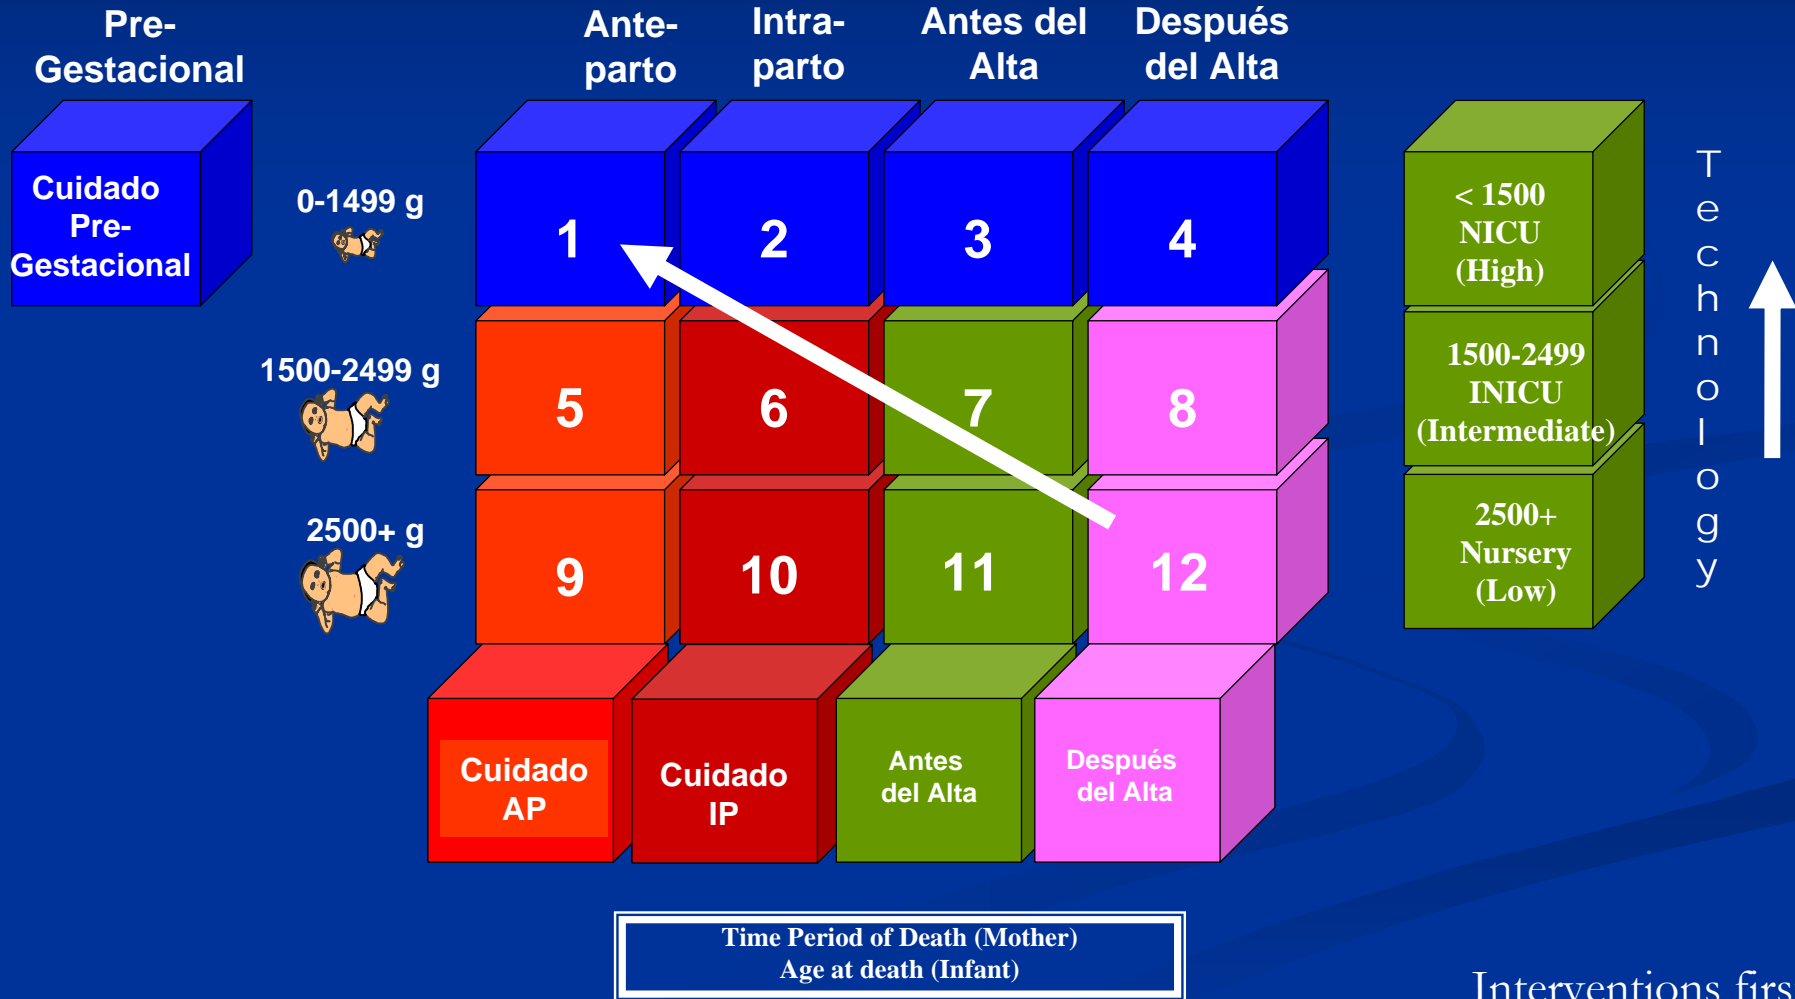 Pre-
Gestacional
Ante-
parto
Intra-
parto
Antes del
Alta
Después
del Alta
Cuidado
Pre-
Gestacional
0-1499 g
1
2
3
4
< 1500
NICU
(High)
1500-2499 g
5
6
7
8
1500-2499
INICU
(Intermediate)
2500+ g
9
10
11
12
2500+
Nursery
(Low)
Technology
Cuidado
AP
Cuidado
IP
Antes
del Alta
Después
del Alta
Time Period of Death (Mother)
Age at death (Infant)
Interventions